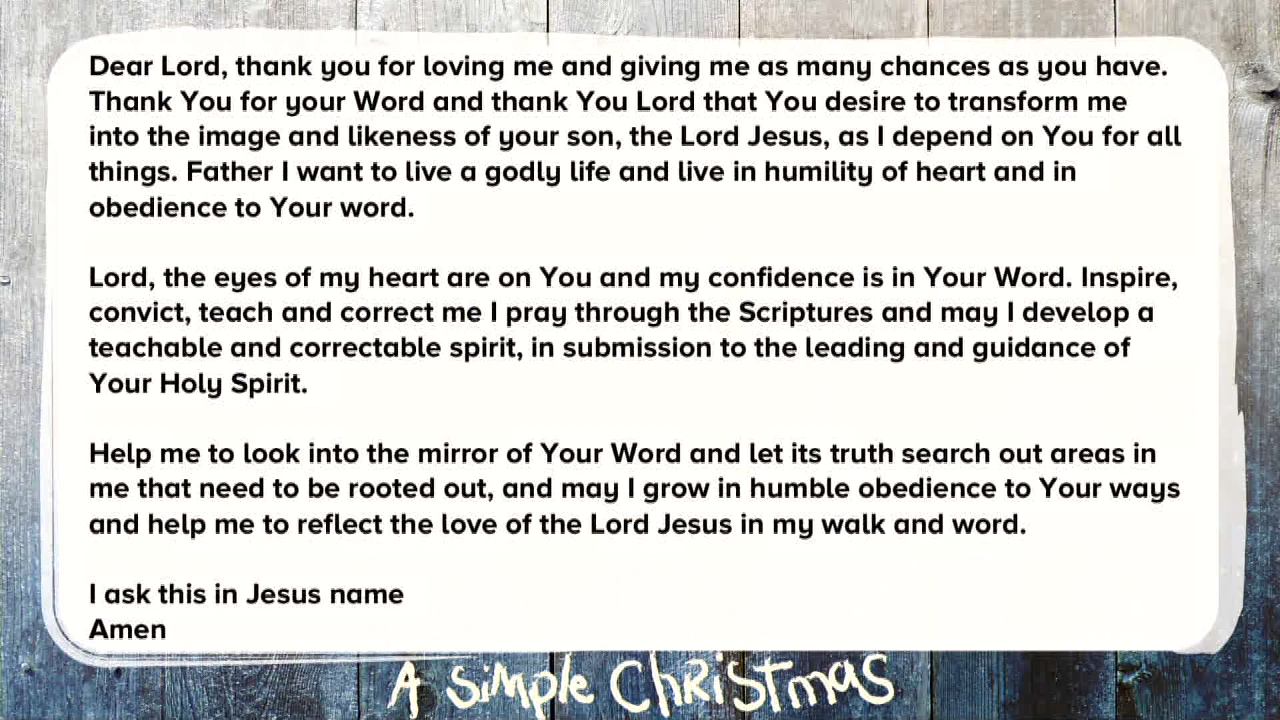 Dear Lord, thank you for loving me and giving me as many chances as you have.
Thank You for your Word and thank You Lord that You desire to transform me
into the image and likeness of your son, the Lord Jesus, as I depend on You for all
things. Father I want to live a godly life and live in humility of heart and in
obedience to Your word.
Lord, the eyes of my heart are on You and my confidence is in Your Word. Inspire,
convict, teach and correct me I pray through the Scriptures and may I develop a
teachable and correctable spirit, in submission to the leading and guidance of
Your Holy Spirit.
Help me to look into the mirror of Your Word and let its truth search out areas in
me that need to be rooted out, and may I grow in humble obedience to Your ways
and help me to reflect the love of the Lord Jesus in my walk and word.
I ask this in Jesus name
Amen
A simple Christmas